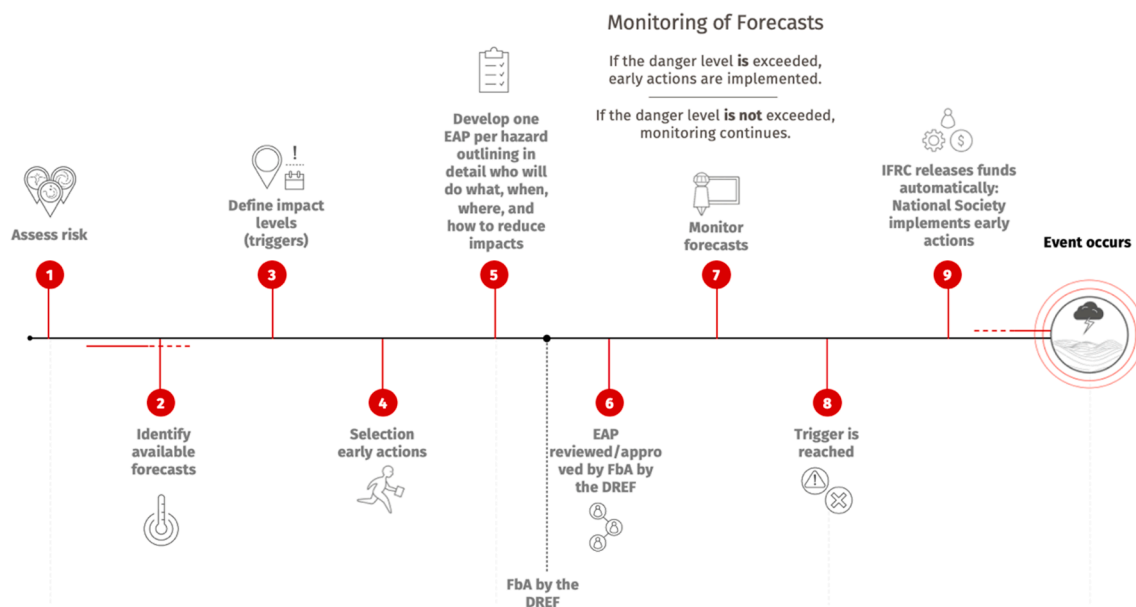 Monitoring of Forecasts
If the danger level is exceeded,
early actions are implemented.
If the danger level is not exceeded,
monitoring continues.
Assess risk
1
2
Identify
available
forecasts
!
Define impact
levels
(triggers)
3
4
Selection
early actions
Develop one
EAP per hazard
outlining in
detail who will
do what, when,
where, and
how to reduce
impacts
5
FbA by the
DREF
6
EAP
reviewed/appro
ved by FbA by
the DREF
Monitor
forecasts
7
8
Trigger is
reached
$
IFRC releases funds
automatically:
National Society
implements early
actions
9
Event occurs